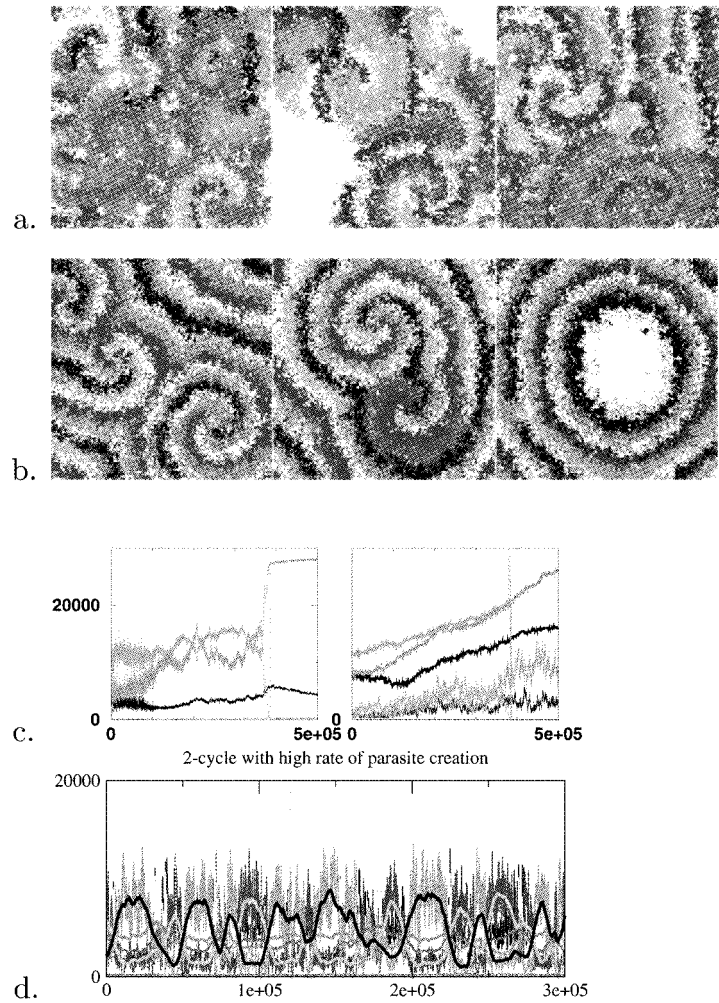 a.
b.
20000
0
5e+05
0
5e+05
c.
2-cycle with high rate of parasite creation
20000
0
0
1e+05
2e+05
3e+05
d.